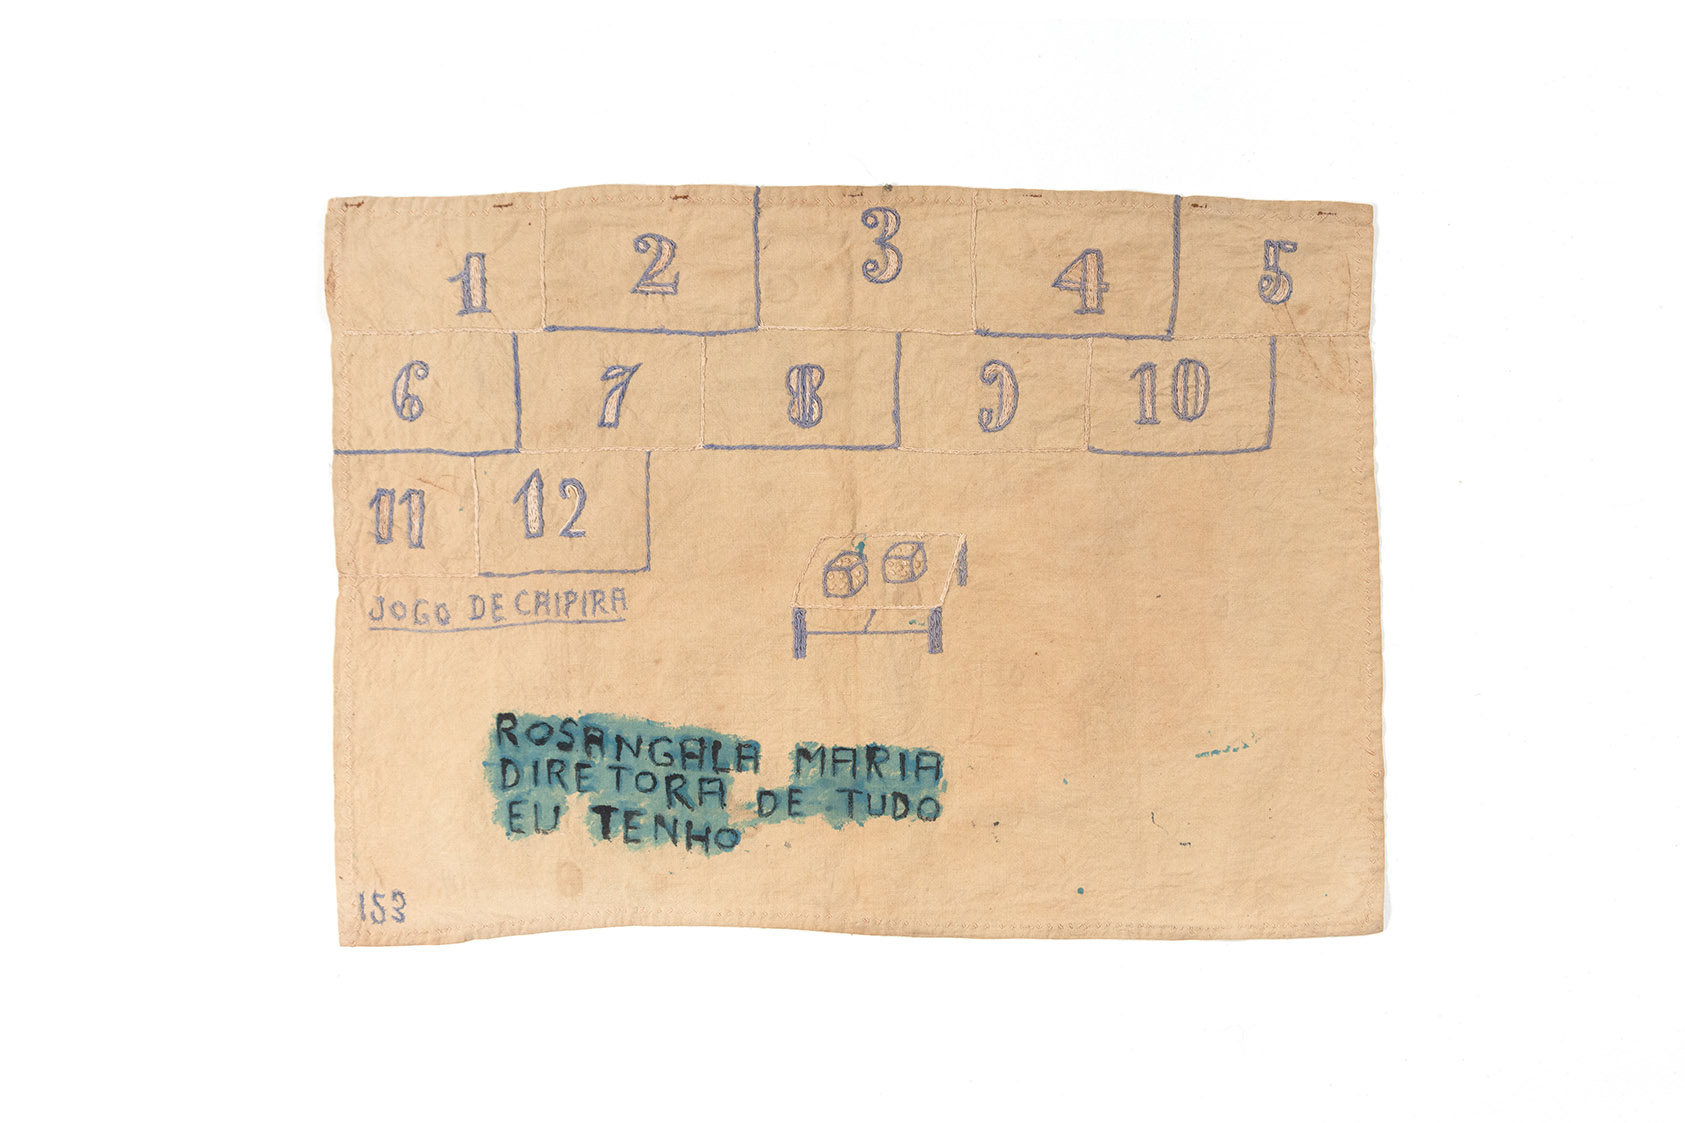 1 2 3 4 5
6 7 8 9 10
11 12
JOGO DE CAIPIRA
ROSANGALA MARIA
DIRETORA DE TUDO
EU TENHO
153